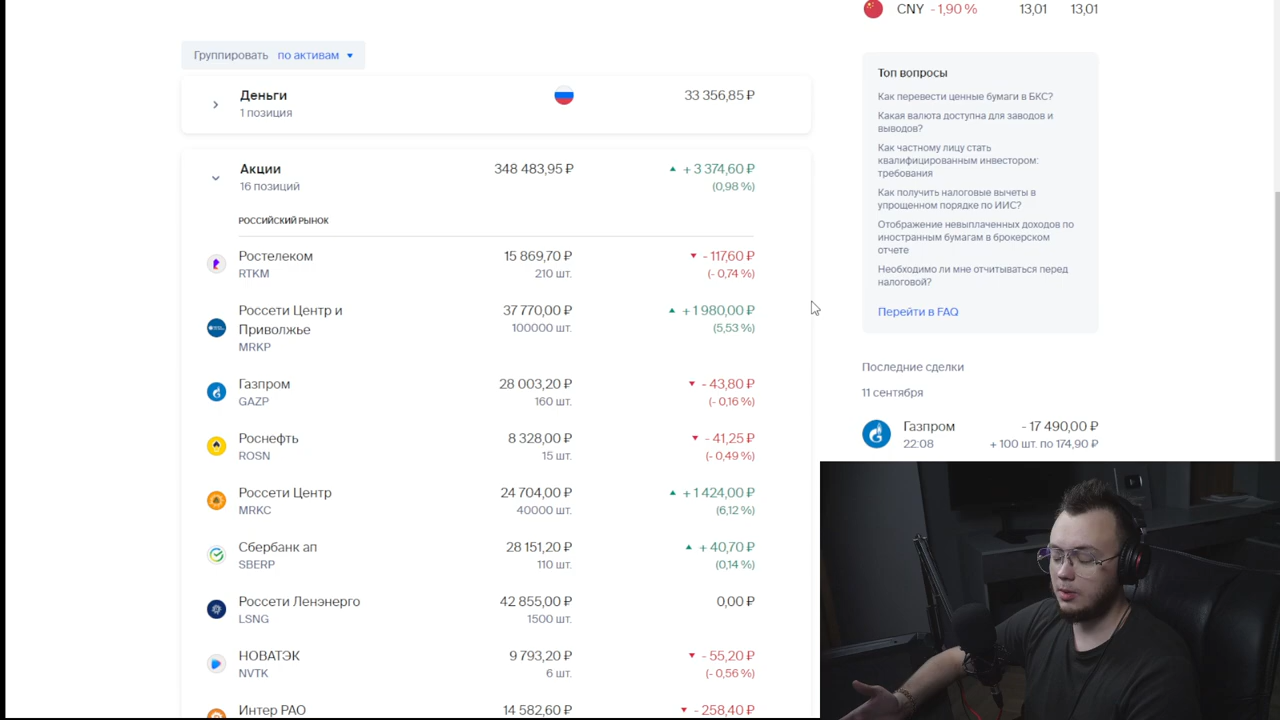 CNY - 1,90 % 13,01 13,01
Группировать по активам
Деньги 33 356,85 ₽
1 позиция
Акции 348 483,95 ₽ + 3 374,60 ₽
16 позиций (0,98 %)
РОССИЙСКИЙ РЫНОК
Ростелеком 15 869,70 ₽ - 117,60 ₽
RTKM 210 шт. (- 0,74 %)
Россети Центр и 37 770,00 ₽ + 1 980,00 ₽
Приволжье 100000 шт. (5,53 %)
MRKP
Газпром 28 003,20 ₽ - 43,80 ₽
GAZP 160 шт. (- 0,16 %)
Роснефть 8 328,00 ₽ - 41,25 ₽
ROSN 15 шт. (- 0,49 %)
Россети Центр 24 704,00 ₽ + 1 424,00 ₽
MRKC 40000 шт. (6,12 %)
Сбербанк ап 28 151,20 ₽ + 40,70 ₽
SBERP 110 шт. (0,14 %)
Россети Ленэнерго 42 855,00 ₽ 0,00 ₽
LSNG 1500 шт.
НОВАТЭК 9 793,20 ₽ - 55,20 ₽
NVTK 6 шт. (- 0,56 %)
Интер РАО 14 582,60 ₽ - 258,40 ₽
Топ вопросы
Как перевести ценные бумаги в БКС?
Какая валюта доступна для заводов и
выводов?
Как частному лицу стать
квалифицированным инвестором:
требования
Как получить налоговые вычеты в
упрощенном порядке по ИИС?
Отображение невыплаченных доходов по
иностранным бумагам в брокерском
отчете
Необходимо ли мне отчитываться перед
налоговой?
Перейти в FAQ
Последние сделки
11 сентября
Газпром - 17 490,00 ₽
22:08 + 100 шт. по 174,90 ₽